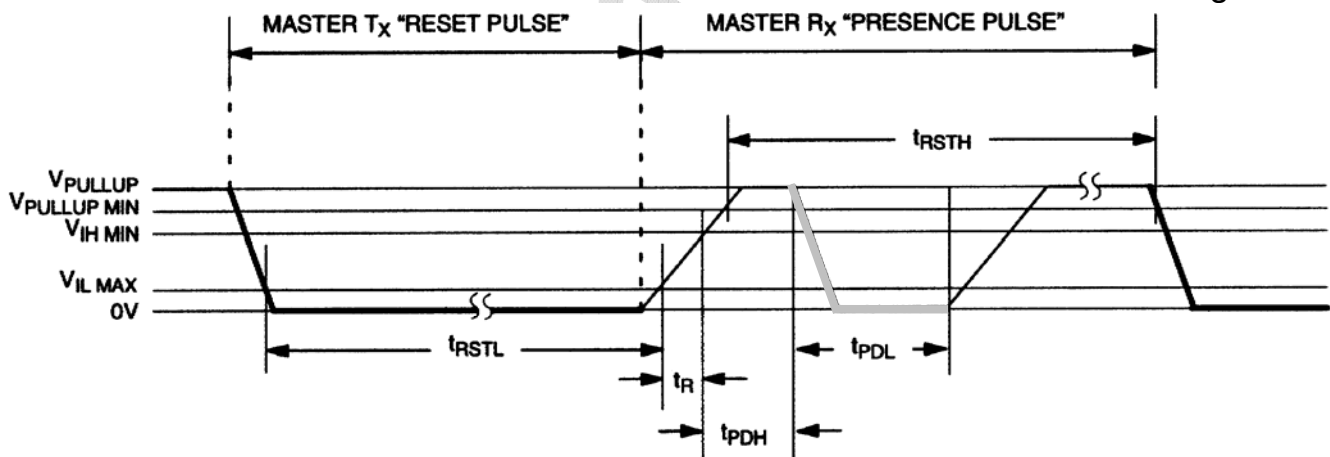 MASTER TX "RESET PULSE"
MASTER RX "PRESENCE PULSE"
tRSTH
VPULLUP
VPULLUP MIN
VIH MIN
VIL MAX
0V
tRSTL
tR
tPDL
tPDH